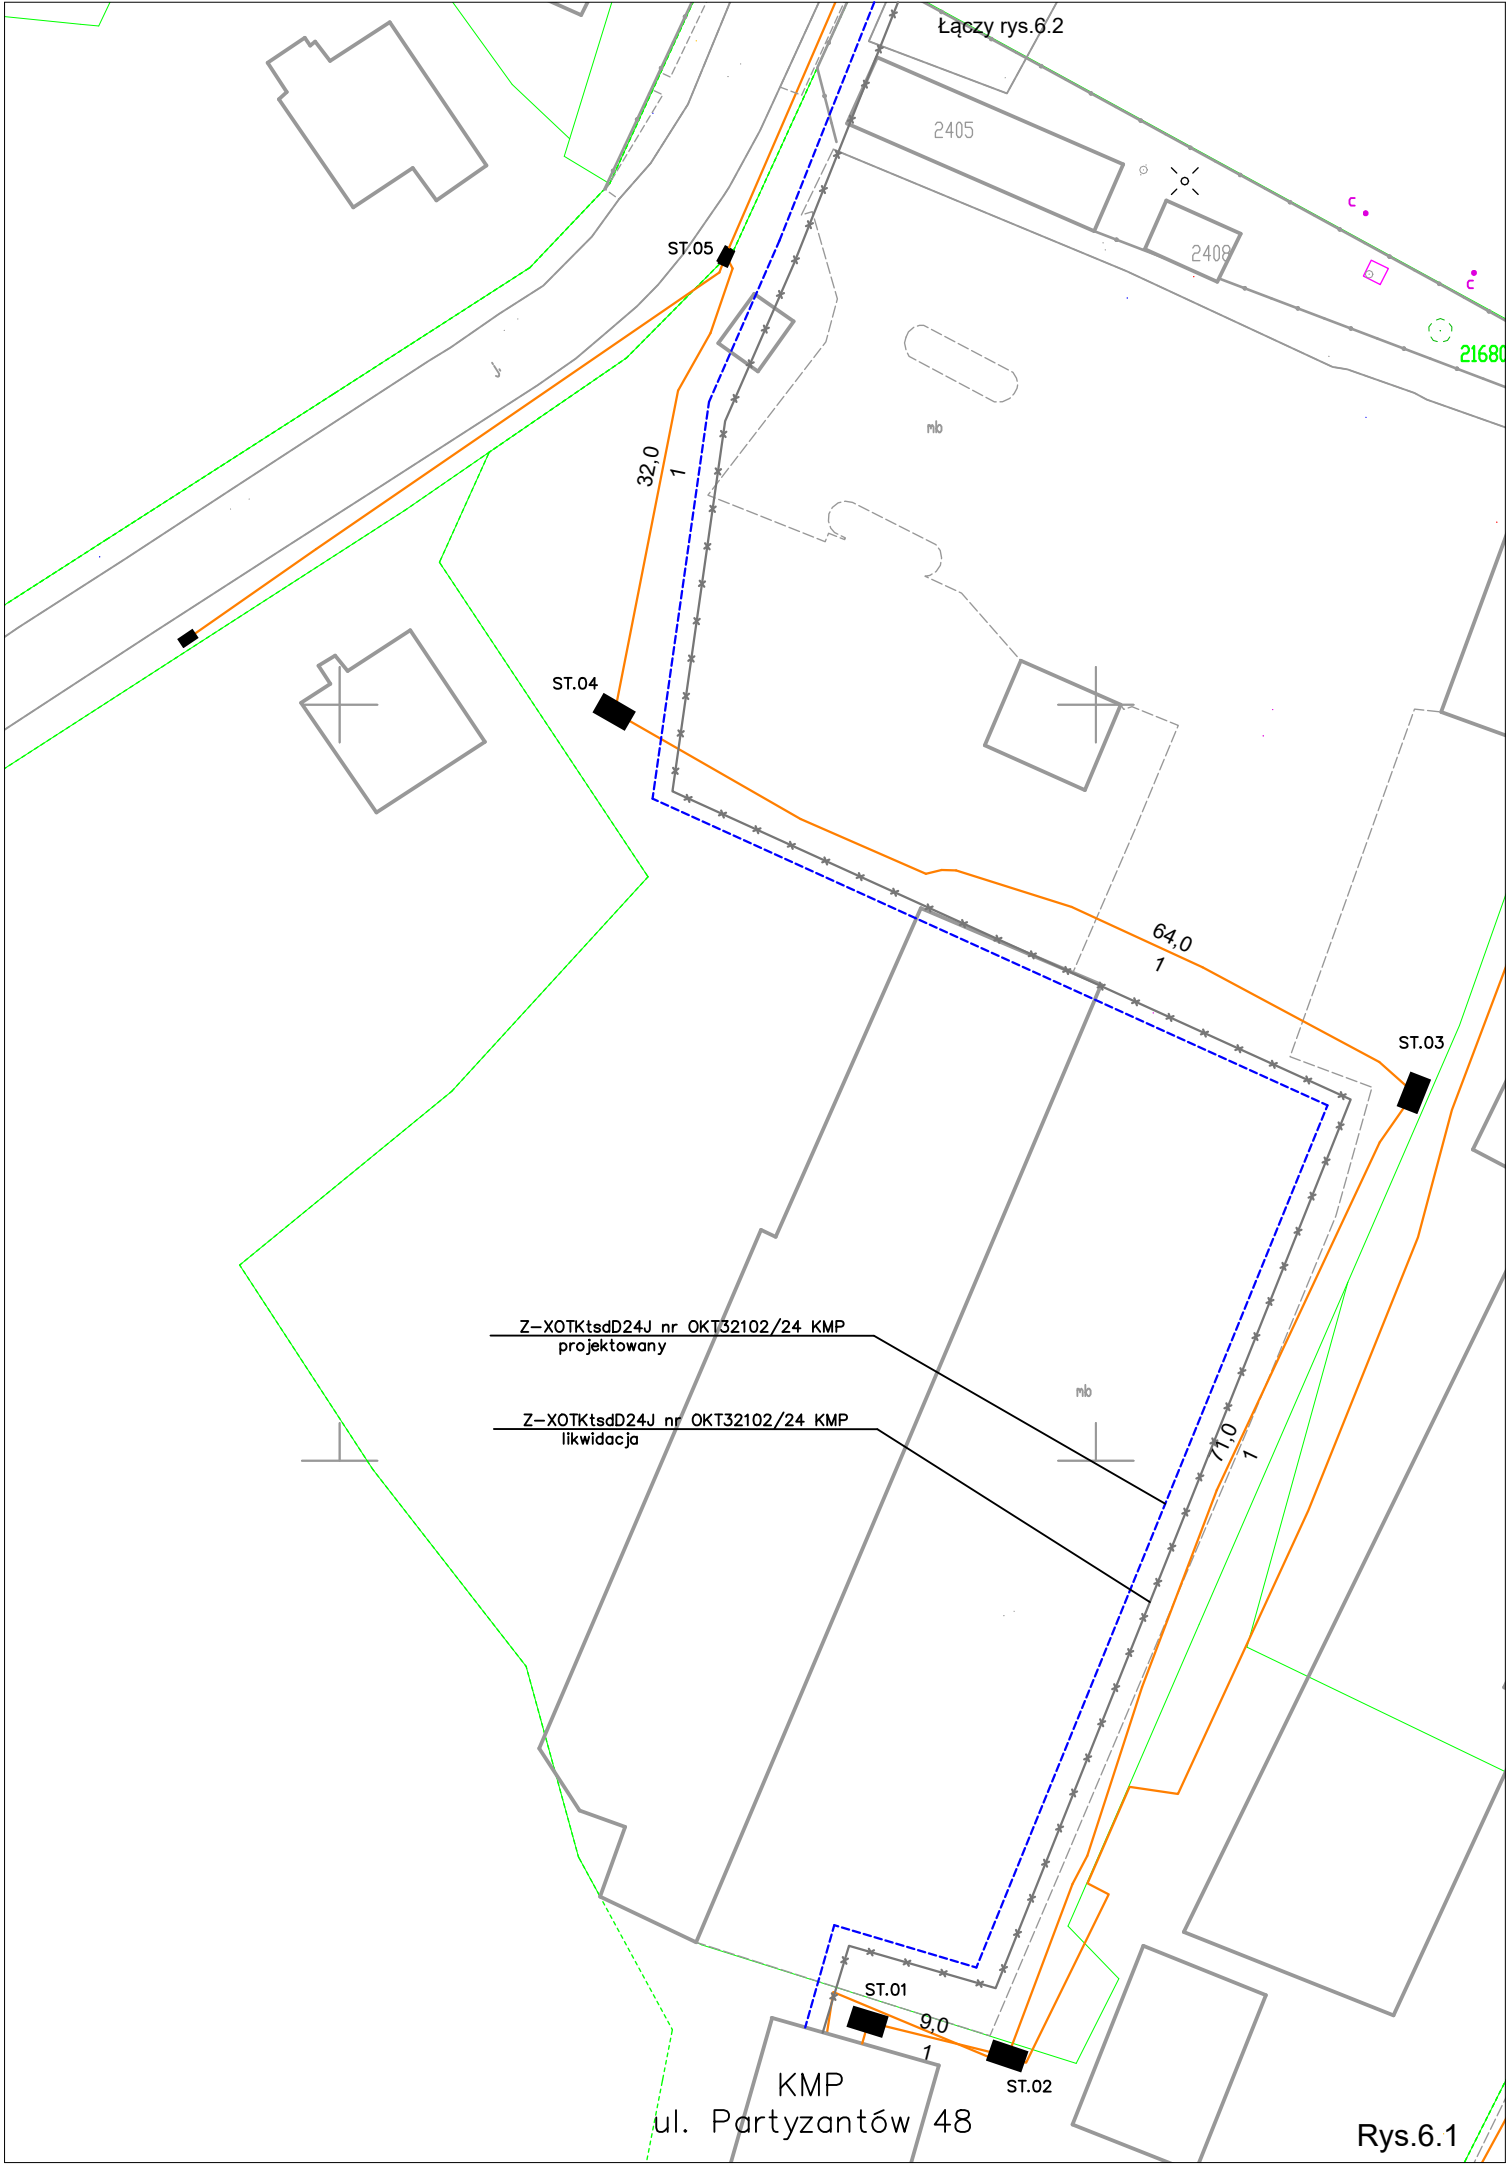 Łączy rys.6.2
2405
c
ST.05
2408
c
21680
mb
32,0
1
ST.04
64,0
1
ST.03
Z-XOTKtsdD24J nr OKT32102/24 KMP
projektowany
mb
Z-XOTKtsdD24J nr OKT32102/24 KMP
likwidacja
71,0
1
ST.01
9,0
1
ST.02
KMP
ul. Partyzantów 48
Rys.6.1